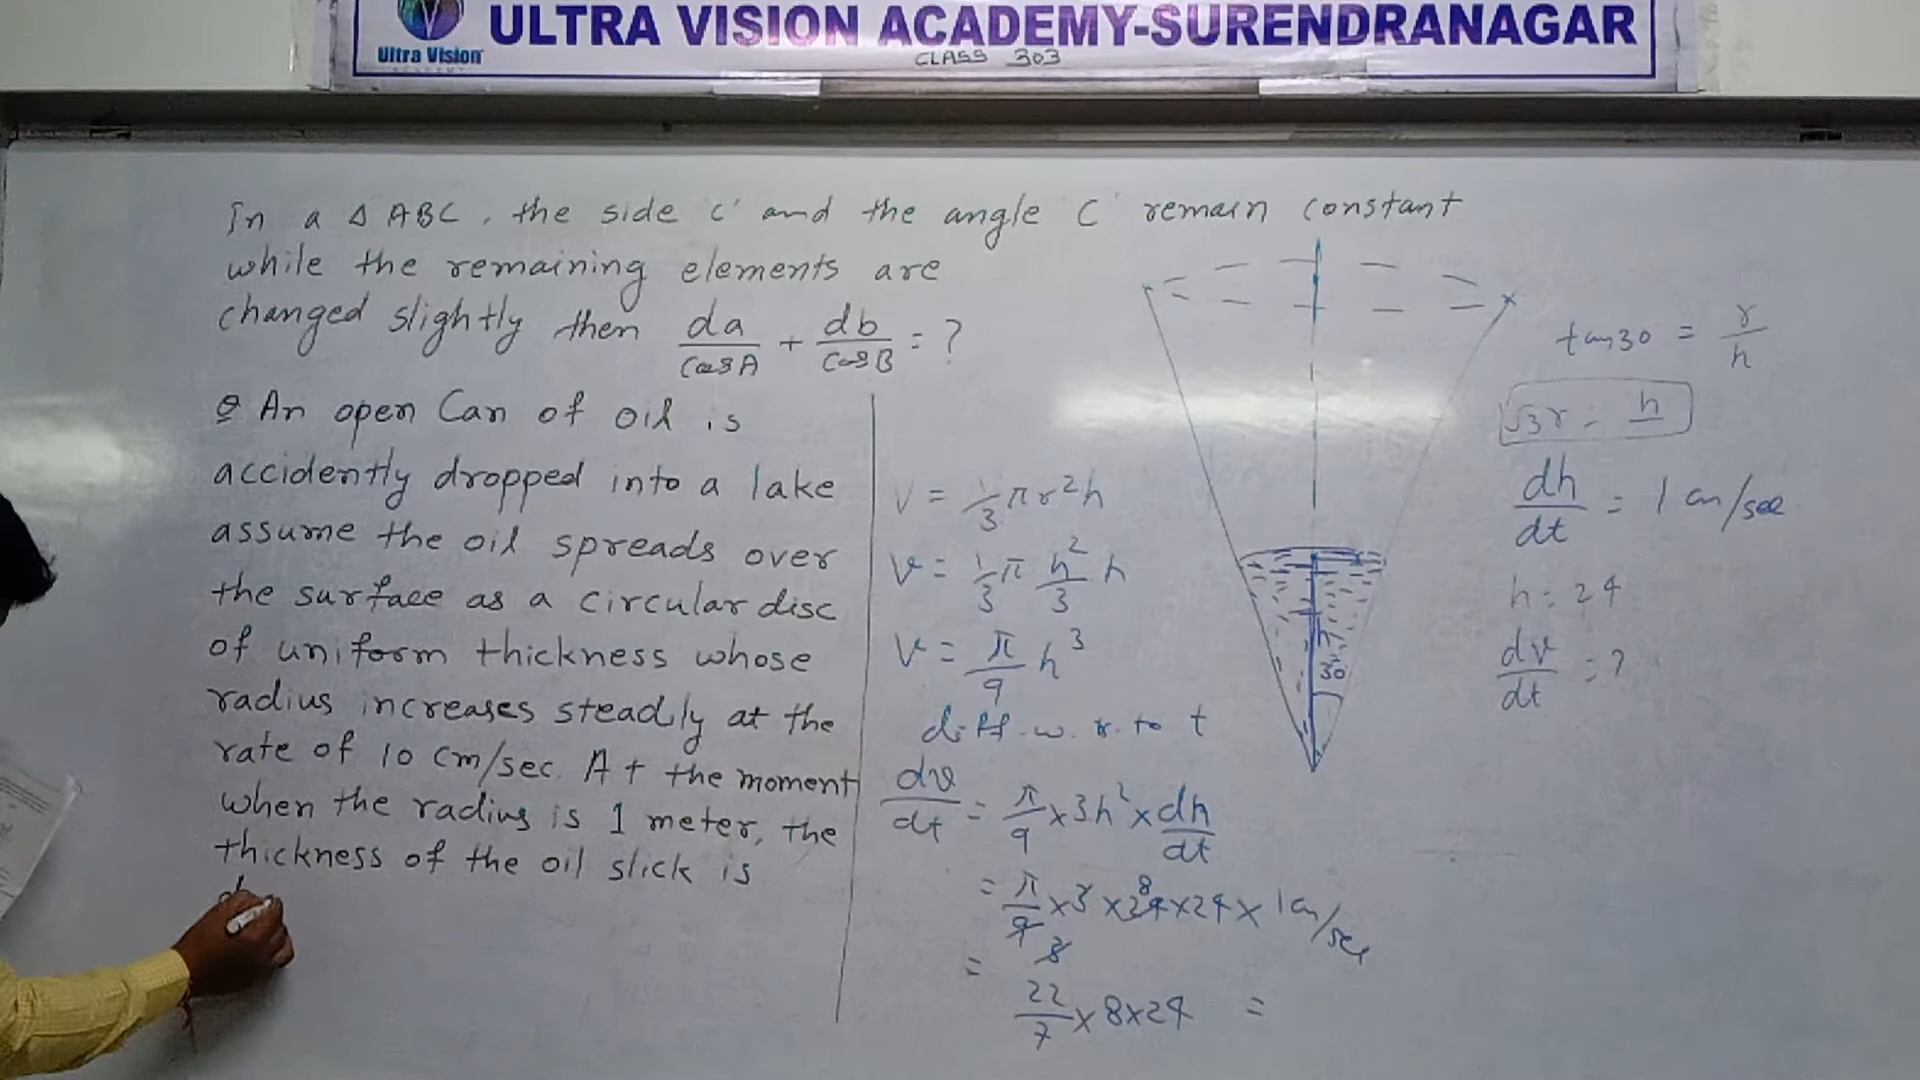 ULTRA VISION ACADEMY-SURENDRANAGAR
Ultra Vision
CLASS 303
In a Δ ABC, the side 'c' and the angle 'C' remain constant
while the remaining elements are
changed slightly then da/cosA + db/cosB = ?
Q An open Can of oil is
accidently dropped into a lake
assume the oil spreads over
the surface as a circular disc
of uniform thickness whose
radius increases steadily at the
rate of 10 cm/sec. At the moment
when the radius is 1 meter, the
thickness of the oil slick is
V = 1/3 πr²h
V = 1/3 π h²/3 h
V = π/9 h³
diff. w. r. to t
dv/dt = π/9 × 3h² × dh/dt
= π/9 × 3 × 24 × 24 × 1 cm/sec
8
3
= 22/7 × 8 × 24 =
h
30
tan30 = r/h
√3r = h
dh/dt = 1 cm/sec
h = 24
dv/dt = ?